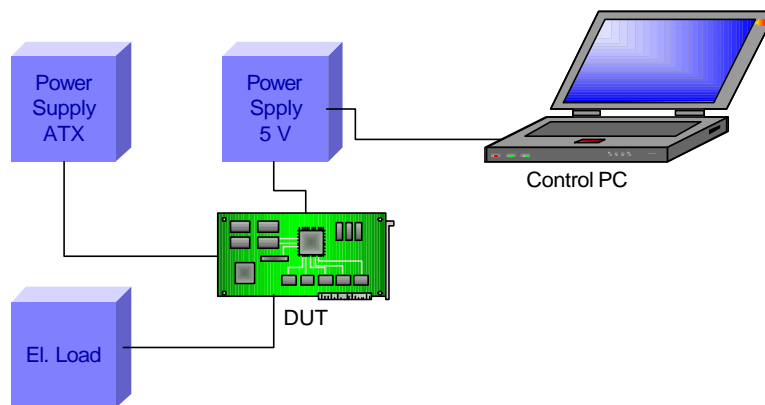 Power
Supply
ATX
Power
Spply
5 V
Control PC
DUT
El. Load